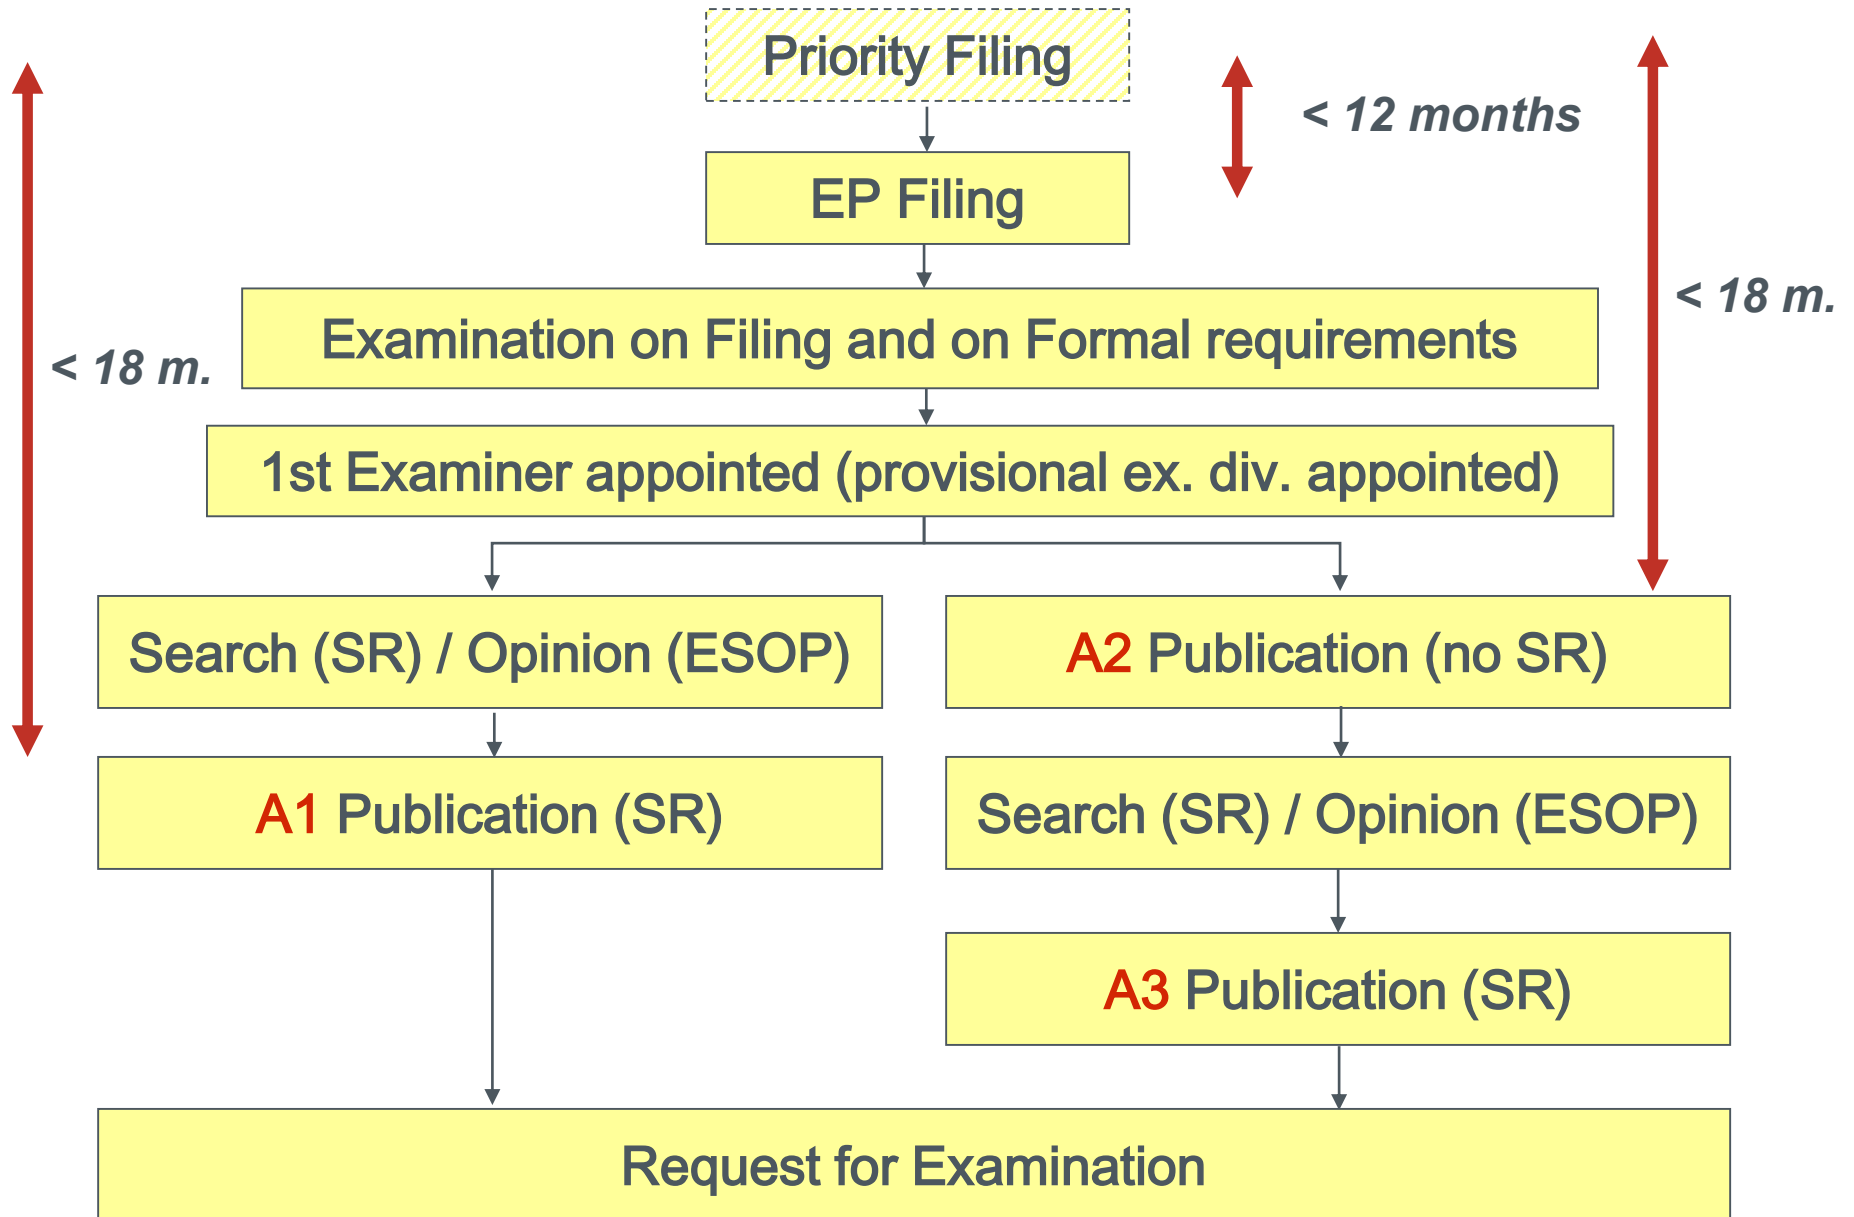 Priority Filing
< 12 months
EP Filing
< 18 m.
Examination on Filing and on Formal requirements
< 18 m.
1st Examiner appointed (provisional ex. div. appointed)
Search (SR) / Opinion (ESOP)
A2 Publication (no SR)
A1 Publication (SR)
Search (SR) / Opinion (ESOP)
A3 Publication (SR)
Request for Examination